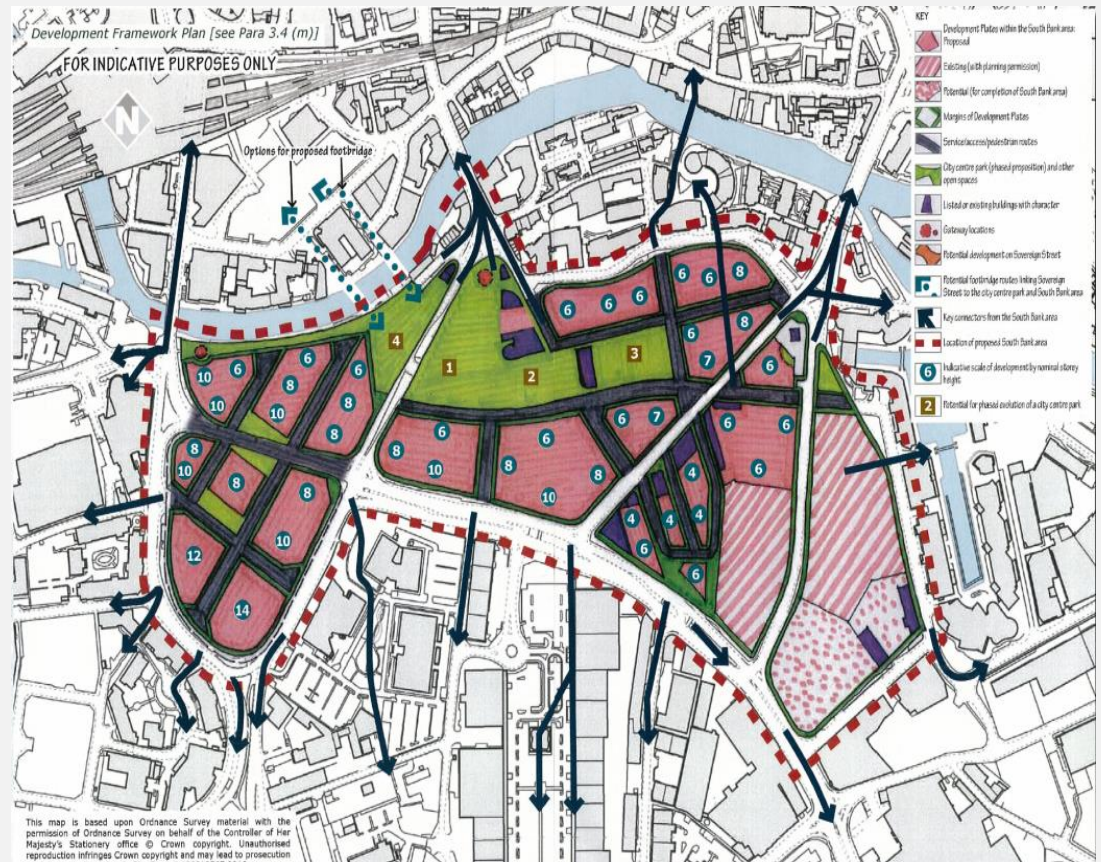 Development Framework Plan [see Para 3.4 (m)]
FOR INDICATIVE PURPOSES ONLY
N
Options for proposed footbridge
KEY
Development Plates within the South Bank area:
Proposed
Existing (with planning permission)
Potential (for completion of South Bank area)
Margins of Development Plates
Service/access/pedestrian routes
City centre park (phased proposition) and other
open spaces
Listed or existing buildings with character
Gateway locations
Potential development on Sovereign Street
Potential footbridge routes linking Sovereign
Street to the city centre park and South Bank area
Key connectors from the South Bank area
Location of proposed South Bank area
6
Indicative scale of development by nominal storey
height
2
Potential for phased evolution of a city centre park
6 6 8
6 6 6
6 8
7
6
4
1
2
3
10 6
10
6
8
10
6
8
8
8
10
8
8
10
12
14
6
8
10
6
8
8
10
6 7
6 6
6
4
4 4
4
6
6
This map is based upon Ordnance Survey material with the
permission of Ordnance Survey on behalf of the Controller of Her
Majesty's Stationery office © Crown copyright. Unauthorised
reproduction infringes Crown copyright and may lead to prosecution